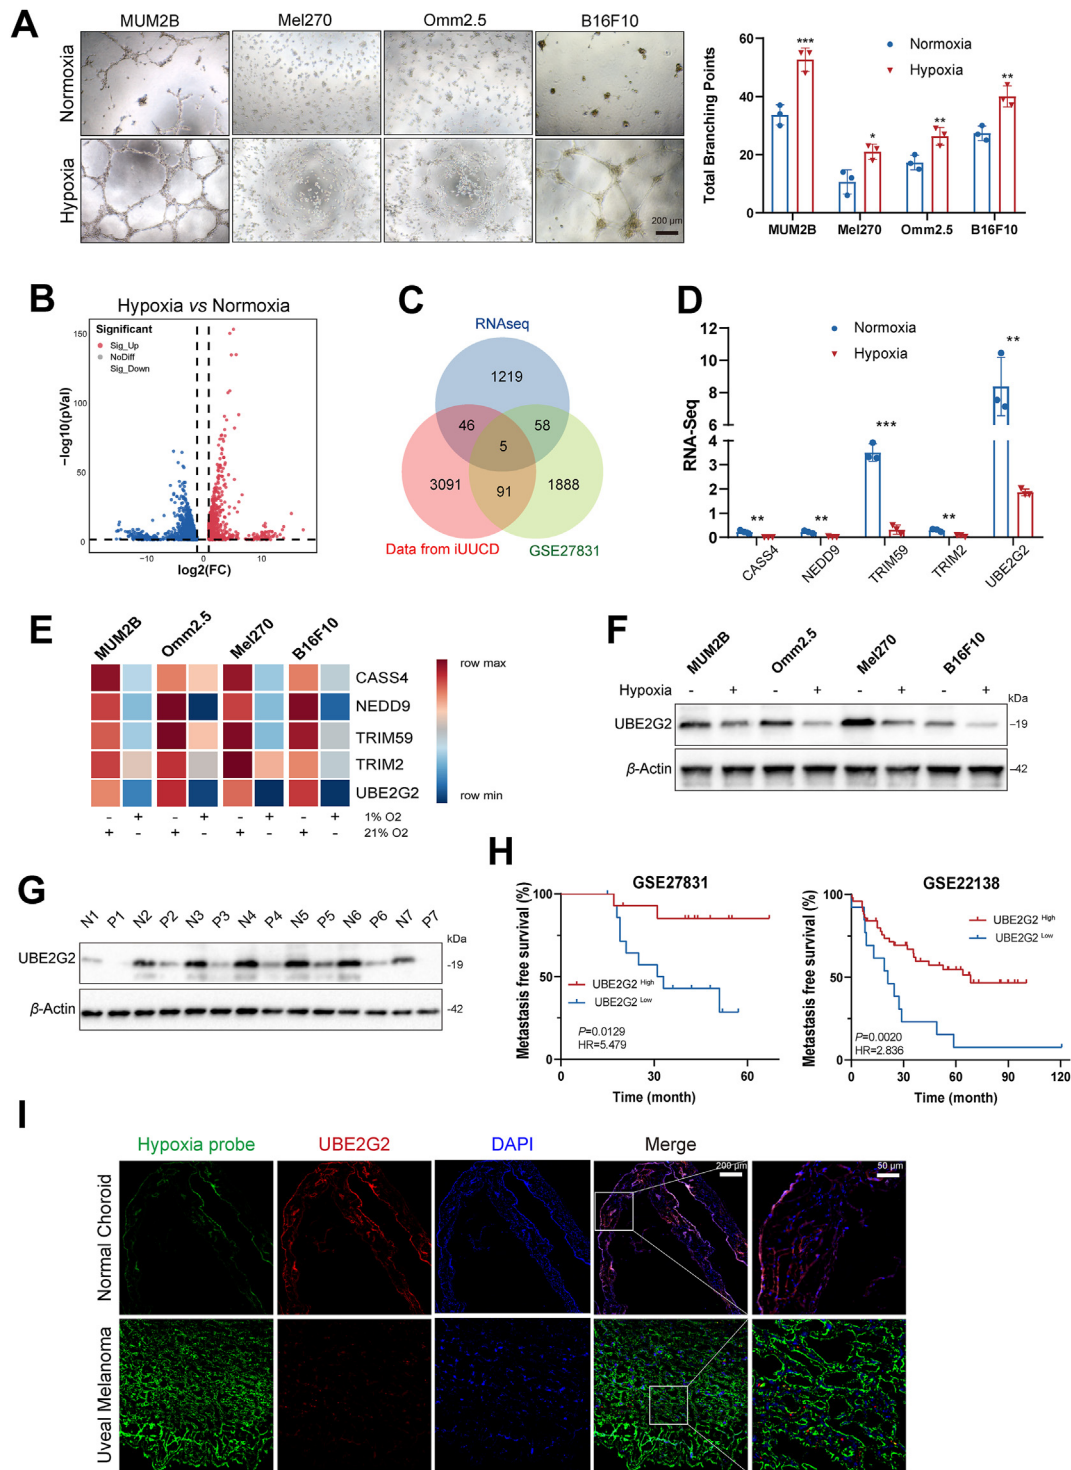 A
MUM2B Mel270 Omm2.5 B16F10
Normoxia
Hypoxia
200 μm
Total Branching Points
60
40
20
0
Normoxia
Hypoxia
*** * ** **
MUM2B Mel270 Omm2.5 B16F10
B
Hypoxia vs Normoxia
Significant
Sig_Up
NoDiff
Sig_Down
−log10(pVal)
150
100
50
0
−10 0 10
log2(FC)
C
RNAseq
1219
46 58
5
3091 91 1888
Data from iUUCD GSE27831
D
RNA-Seq
12
10
8
6
4
3
2
1
0
Normoxia
Hypoxia
** ** *** ** **
CASS4 NEDD9 TRIM59 TRIM2 UBE2G2
E
MUM2B Omm2.5 Mel270 B16F10
CASS4
NEDD9
TRIM59
TRIM2
UBE2G2
row max
row min
- + - + - + - + 1% O2
+ - + - + - + - 21% O2
F
MUM2B Omm2.5 Mel270 B16F10
Hypoxia - + - + - + - + kDa
UBE2G2 –19
β-Actin –42
G
N1 P1 N2 P2 N3 P3 N4 P4 N5 P5 N6 P6 N7 P7
kDa
UBE2G2 -19
β-Actin -42
H
GSE27831
Metastasis free survival (%)
100
50
0
UBE2G2 High
UBE2G2 Low
P=0.0129
HR=5.479
0 30 60
Time (month)
GSE22138
Metastasis free survival (%)
100
50
0
UBE2G2 High
UBE2G2 Low
P=0.0020
HR=2.836
0 30 60 90 120
Time (month)
I
Hypoxia probe UBE2G2 DAPI Merge
200 μm
50 μm
Normal Choroid
Uveal Melanoma